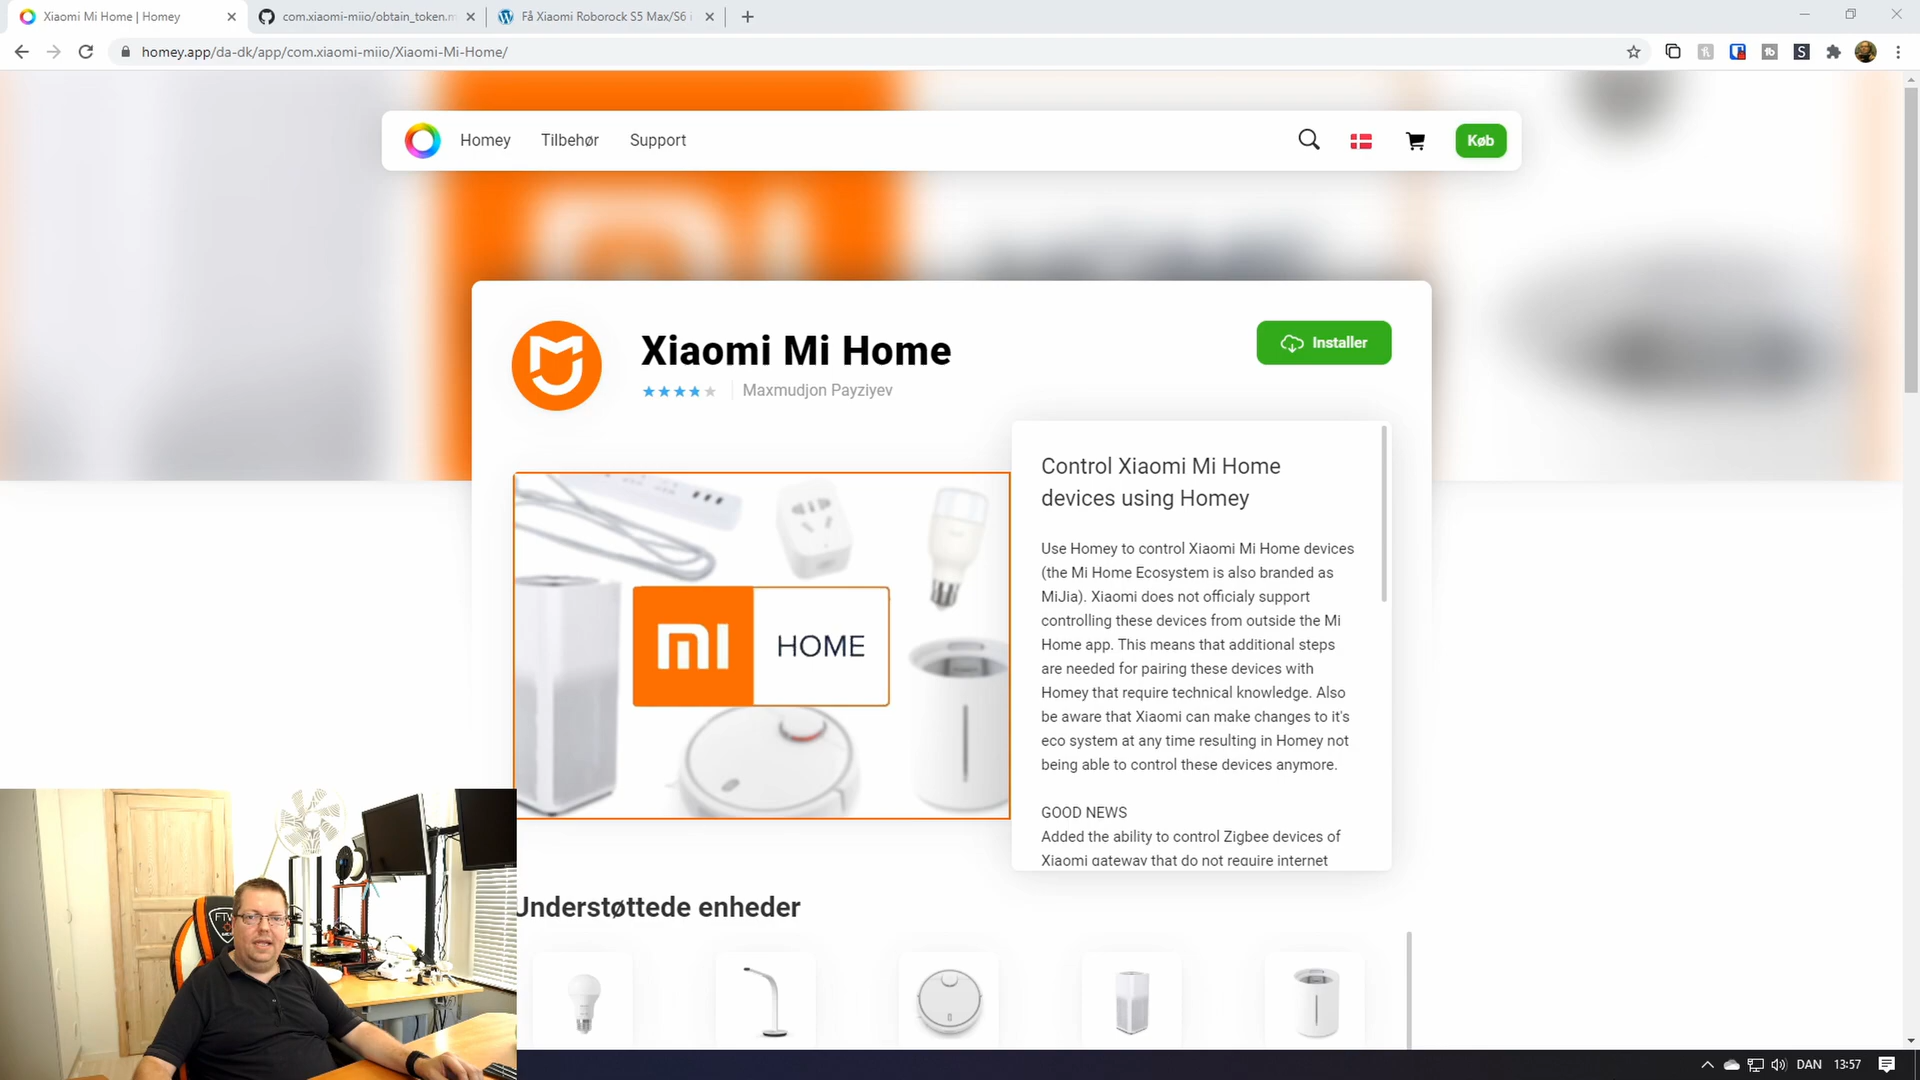 Xiaomi Mi Home | Homey
com.xiaomi-miio/obtain_token.m
Få Xiaomi Roborock S5 Max/S6 i
homey.app/da-dk/app/com.xiaomi-miio/Xiaomi-Mi-Home/
Homey
Tilbehør
Support
Køb
Xiaomi Mi Home
Installer
Maxmudjon Payziyev
Control Xiaomi Mi Home
devices using Homey
Use Homey to control Xiaomi Mi Home devices
(the Mi Home Ecosystem is also branded as
MiJia). Xiaomi does not officialy support
controlling these devices from outside the Mi
Home app. This means that additional steps
are needed for pairing these devices with
Homey that require technical knowledge. Also
be aware that Xiaomi can make changes to it's
eco system at any time resulting in Homey not
being able to control these devices anymore.
GOOD NEWS
Added the ability to control Zigbee devices of
Xiaomi gateway that do not require internet
MI
HOME
Understøttede enheder
DAN
13:57